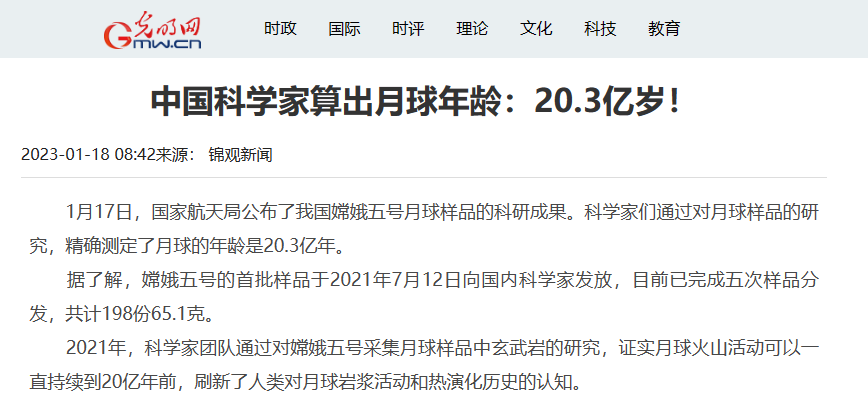 光明网
GMW.CN
时政 国际 时评 理论 文化 科技 教育
中国科学家算出月球年龄：20.3亿岁！
2023-01-18 08:42来源： 锦观新闻
1月17日，国家航天局公布了我国嫦娥五号月球样品的科研成果。科学家们通过对月球样品的研
究，精确测定了月球的年龄是20.3亿年。
据了解，嫦娥五号的首批样品于2021年7月12日向国内科学家发放，目前已完成五次样品分
发，共计198份65.1克。
2021年，科学家团队通过对嫦娥五号采集月球样品中玄武岩的研究，证实月球火山活动可以一
直持续到20亿年前，刷新了人类对月球岩浆活动和热演化历史的认知。